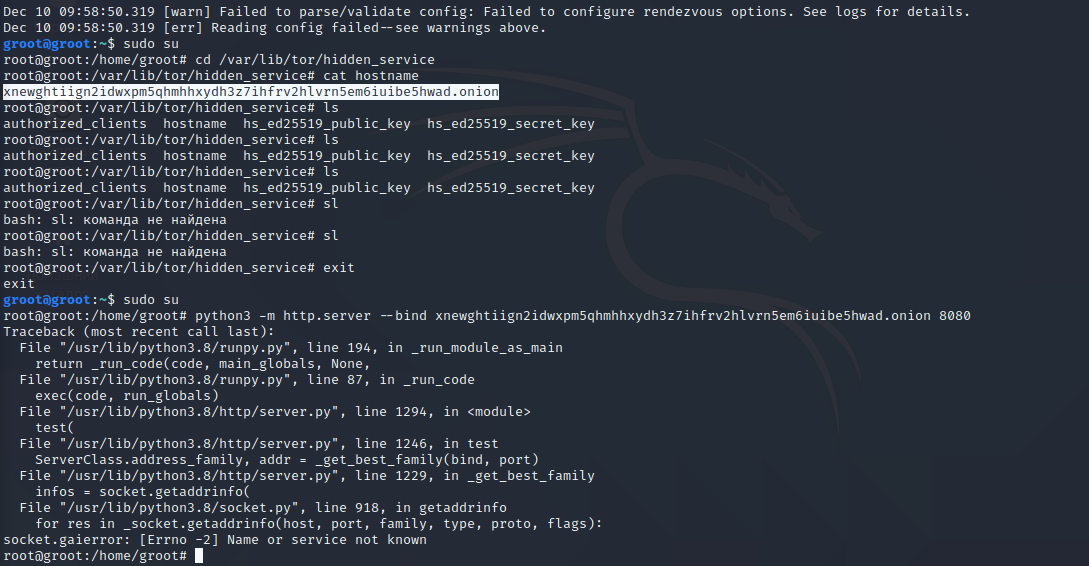 Dec 10 09:58:50.319 [warn] Failed to parse/validate config: Failed to configure rendezvous options. See logs for details.
Dec 10 09:58:50.319 [err] Reading config failed--see warnings above.
groot@groot:~$ sudo su
root@groot:/home/groot# cd /var/lib/tor/hidden_service
root@groot:/var/lib/tor/hidden_service# cat hostname
xnewghtiign2idwxpm5qhmhhxydh3z7ihfrv2hlvrn5em6iuibe5hwad.onion
root@groot:/var/lib/tor/hidden_service# ls
authorized_clients  hostname  hs_ed25519_public_key  hs_ed25519_secret_key
root@groot:/var/lib/tor/hidden_service# ls
authorized_clients  hostname  hs_ed25519_public_key  hs_ed25519_secret_key
root@groot:/var/lib/tor/hidden_service# ls
authorized_clients  hostname  hs_ed25519_public_key  hs_ed25519_secret_key
root@groot:/var/lib/tor/hidden_service# sl
bash: sl: команда не найдена
root@groot:/var/lib/tor/hidden_service# sl
bash: sl: команда не найдена
root@groot:/var/lib/tor/hidden_service# exit
exit
groot@groot:~$ sudo su
root@groot:/home/groot# python3 -m http.server --bind xnewghtiign2idwxpm5qhmhhxydh3z7ihfrv2hlvrn5em6iuibe5hwad.onion 8080
Traceback (most recent call last):
  File "/usr/lib/python3.8/runpy.py", line 194, in _run_module_as_main
    return _run_code(code, main_globals, None,
  File "/usr/lib/python3.8/runpy.py", line 87, in _run_code
    exec(code, run_globals)
  File "/usr/lib/python3.8/http/server.py", line 1294, in <module>
    test(
  File "/usr/lib/python3.8/http/server.py", line 1246, in test
    ServerClass.address_family, addr = _get_best_family(bind, port)
  File "/usr/lib/python3.8/http/server.py", line 1229, in _get_best_family
    infos = socket.getaddrinfo(
  File "/usr/lib/python3.8/socket.py", line 918, in getaddrinfo
    for res in _socket.getaddrinfo(host, port, family, type, proto, flags):
socket.gaierror: [Errno -2] Name or service not known
root@groot:/home/groot#